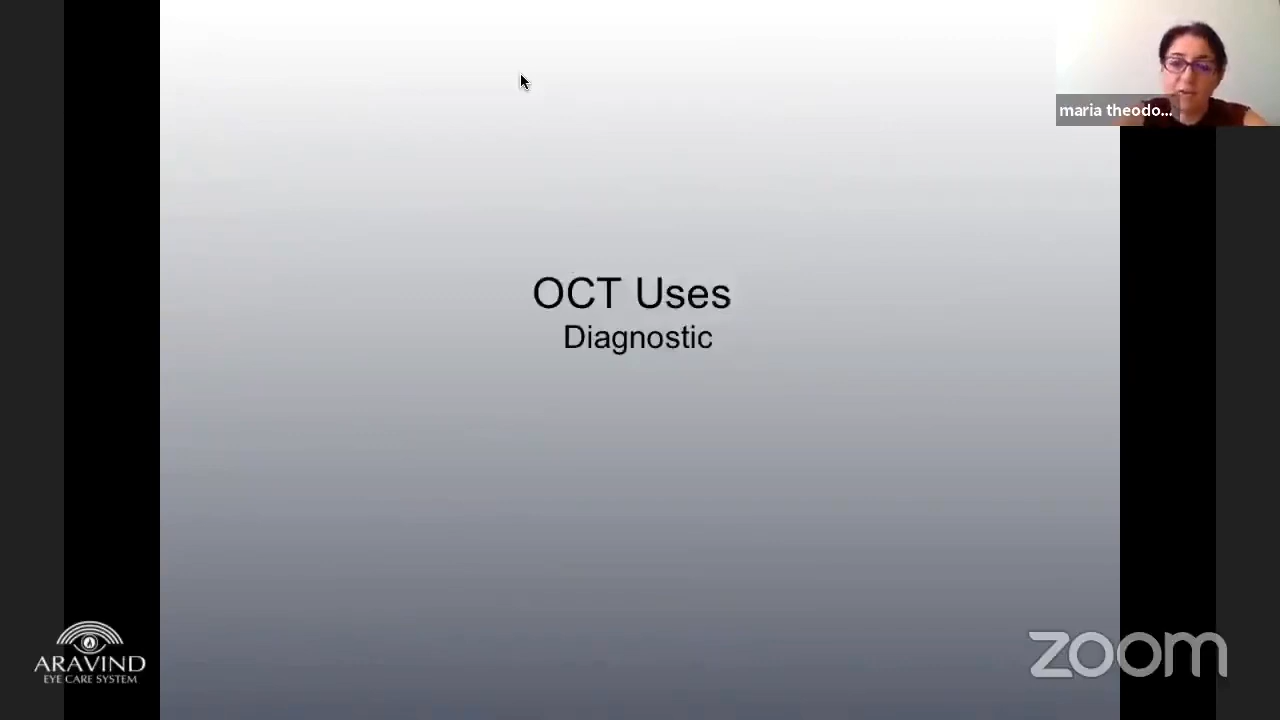 maria theodo...
OCT Uses
Diagnostic
ARAVIND
EYE CARE SYSTEM
zoom